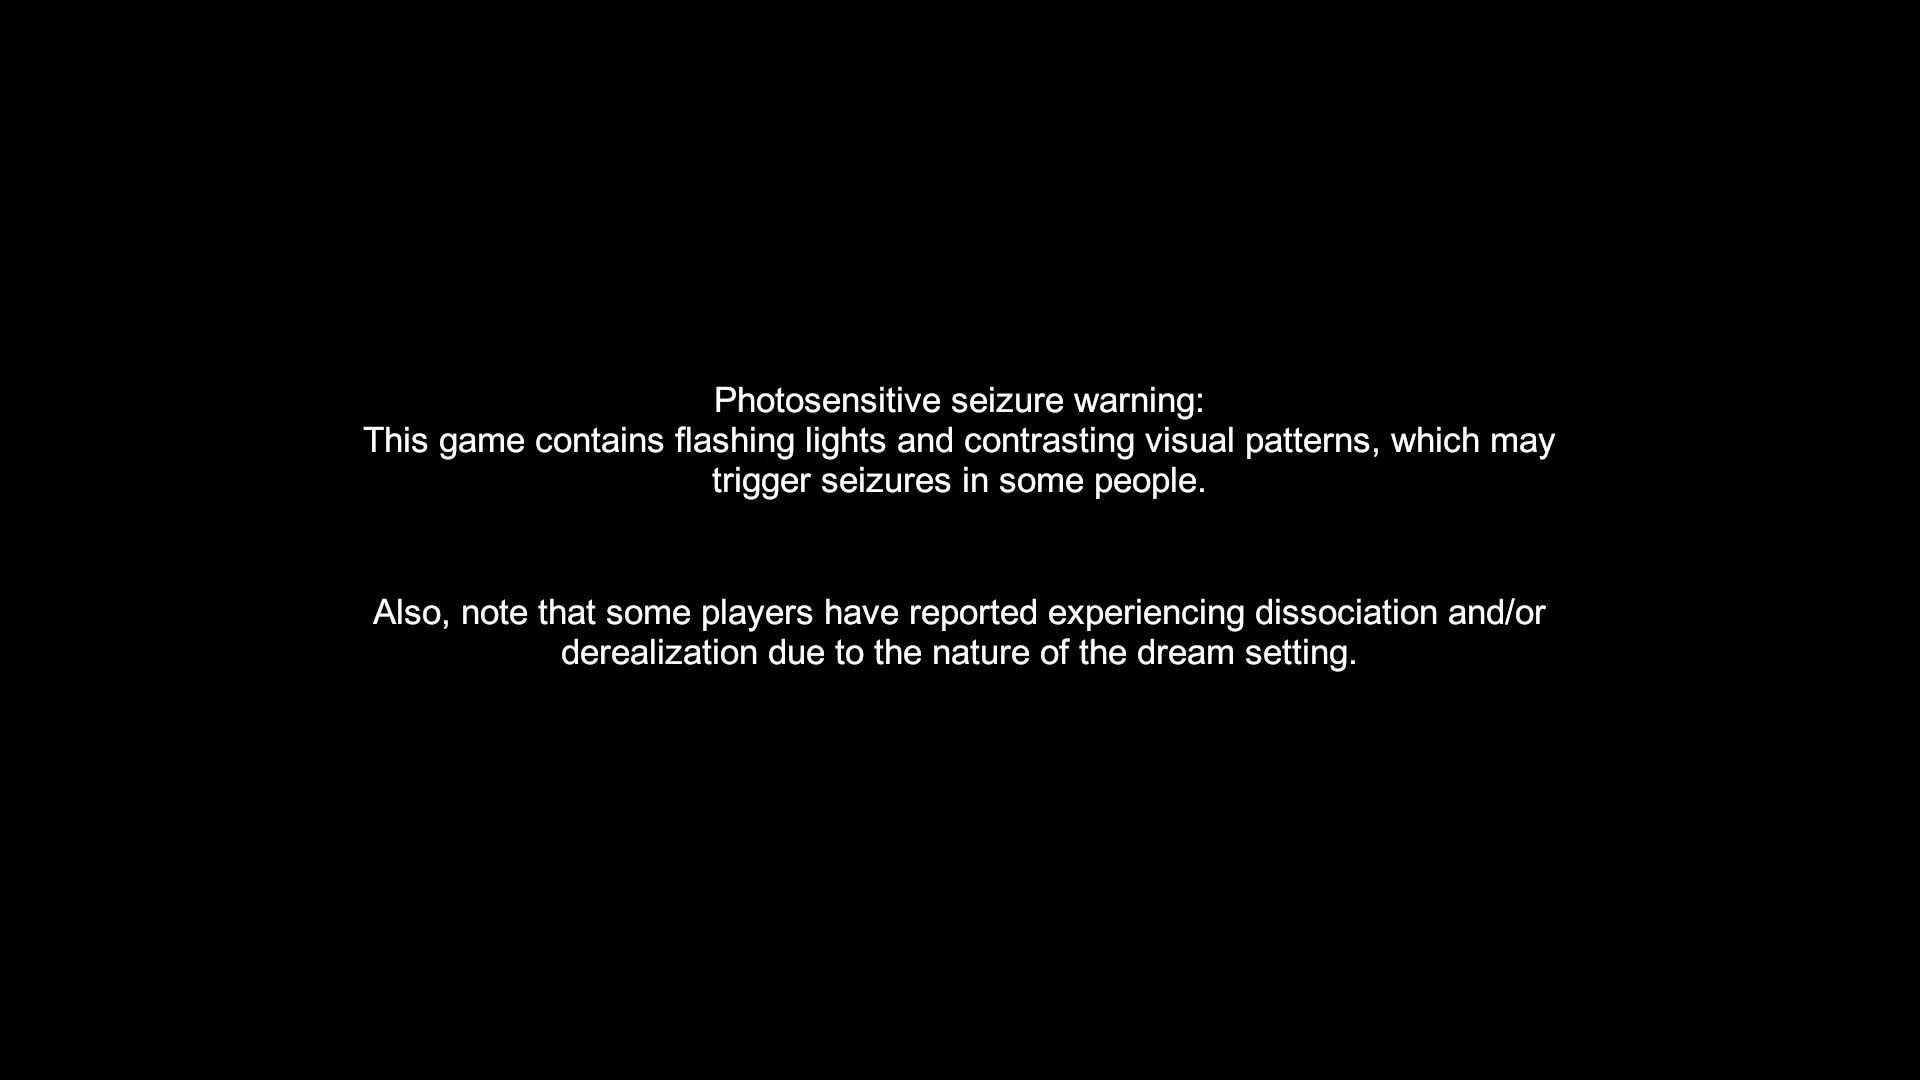 Photosensitive seizure warning:
This game contains flashing lights and contrasting visual patterns, which may
trigger seizures in some people.
Also, note that some players have reported experiencing dissociation and/or
derealization due to the nature of the dream setting.